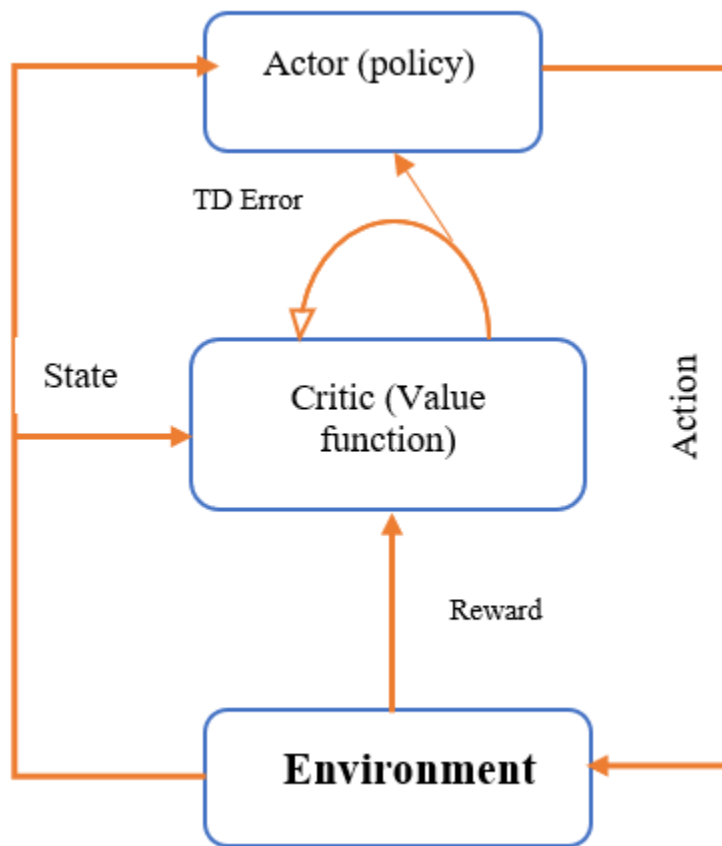 Actor (policy)
TD Error
State
Critic (Value
function)
Action
Reward
Environment